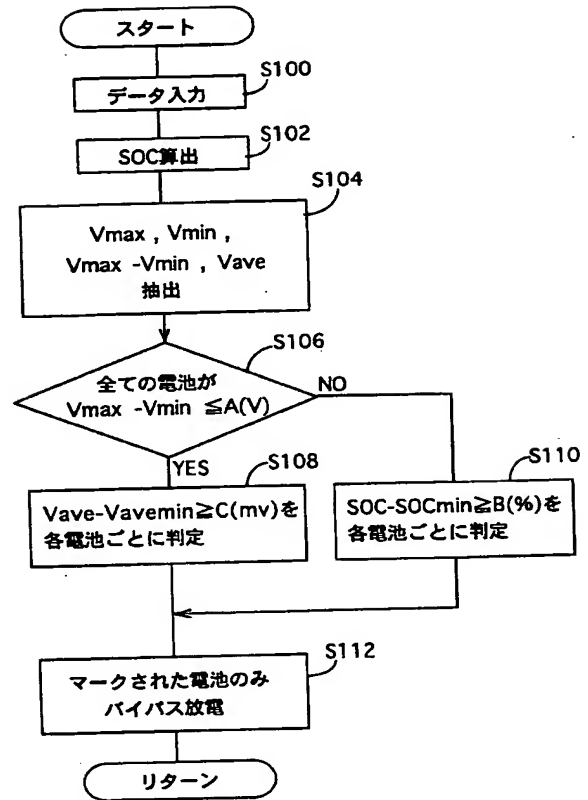 スタート
S100
データ入力
S102
SOC算出
S104
Vmax , Vmin ,
Vmax -Vmin , Vave
抽出
S106
全ての電池が
Vmax -Vmin ≦A(V)
NO
YES
S108
Vave-Vavemin≧C(mv)を
各電池ごとに判定
S110
SOC-SOCmin≧B(%)を
各電池ごとに判定
S112
マークされた電池のみ
バイパス放電
リターン